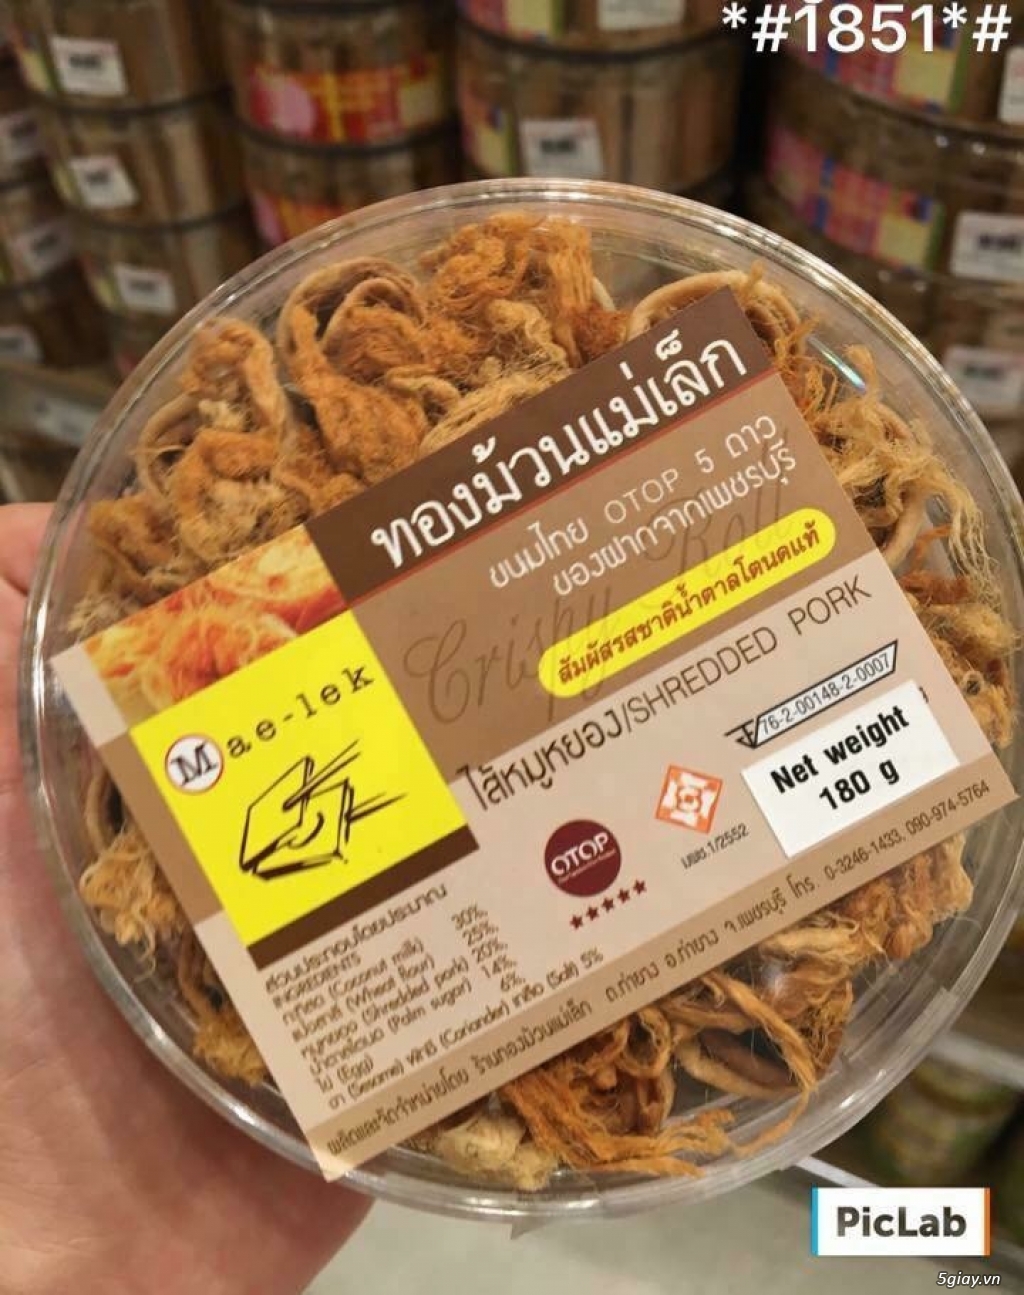 *#1851*#
ทองม้วนแม่เล็ก
ขนมไทย OTOP 5 ดาว
ของฝากจากเพชรบุรี
Crispy Roll
สัมผัสรสชาติน้ำตาลโตนดแท้
Mae-lek
ไส้หมูหยอง/SHREDDED PORK
76-2-00148-2-0007
Net weight
180 g
OTOP
มผช.1/2552
ส่วนประกอบโดยประมาณ
INGREDIENTS
กะทิสด (Coconut milk) 30%
แป้งสาลี (Wheat flour) 25%
หมูหยอง (Shredded pork) 20%
น้ำตาลโตนด (Palm sugar) 14%
ไข่ (Egg) 6%
งา (Sesame) ผักชี (Coriander) เกลือ (Salt) 5%
ผลิตและจัดจำหน่ายโดย ร้านทองม้วนแม่เล็ก ต.ท่ายาง อ.ท่ายาง จ.เพชรบุรี โทร. 0-3246-1433, 090-974-5764
PicLab
5giay.vn